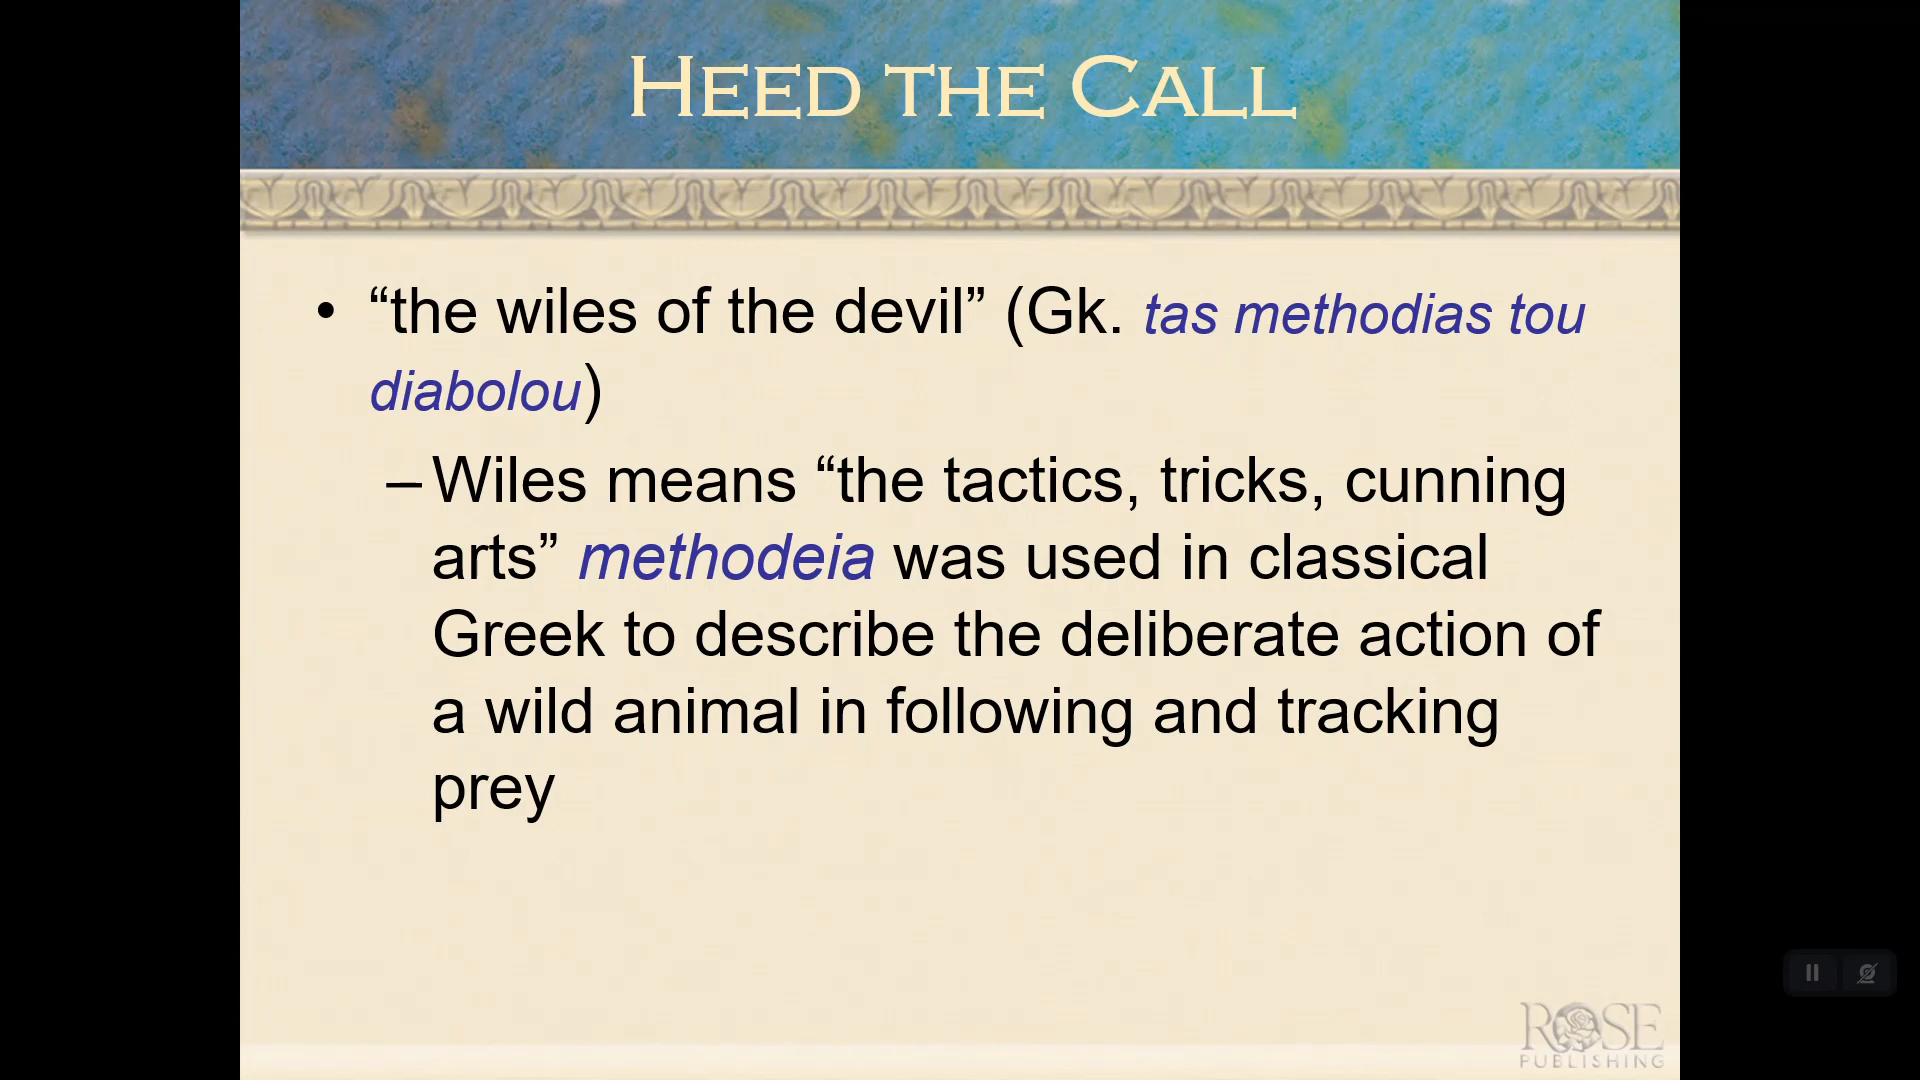 HEED THE CALL
• “the wiles of the devil” (Gk. tas methodias tou
diabolou)
– Wiles means “the tactics, tricks, cunning
arts” methodeia was used in classical
Greek to describe the deliberate action of
a wild animal in following and tracking
prey
ROSE
PUBLISHING